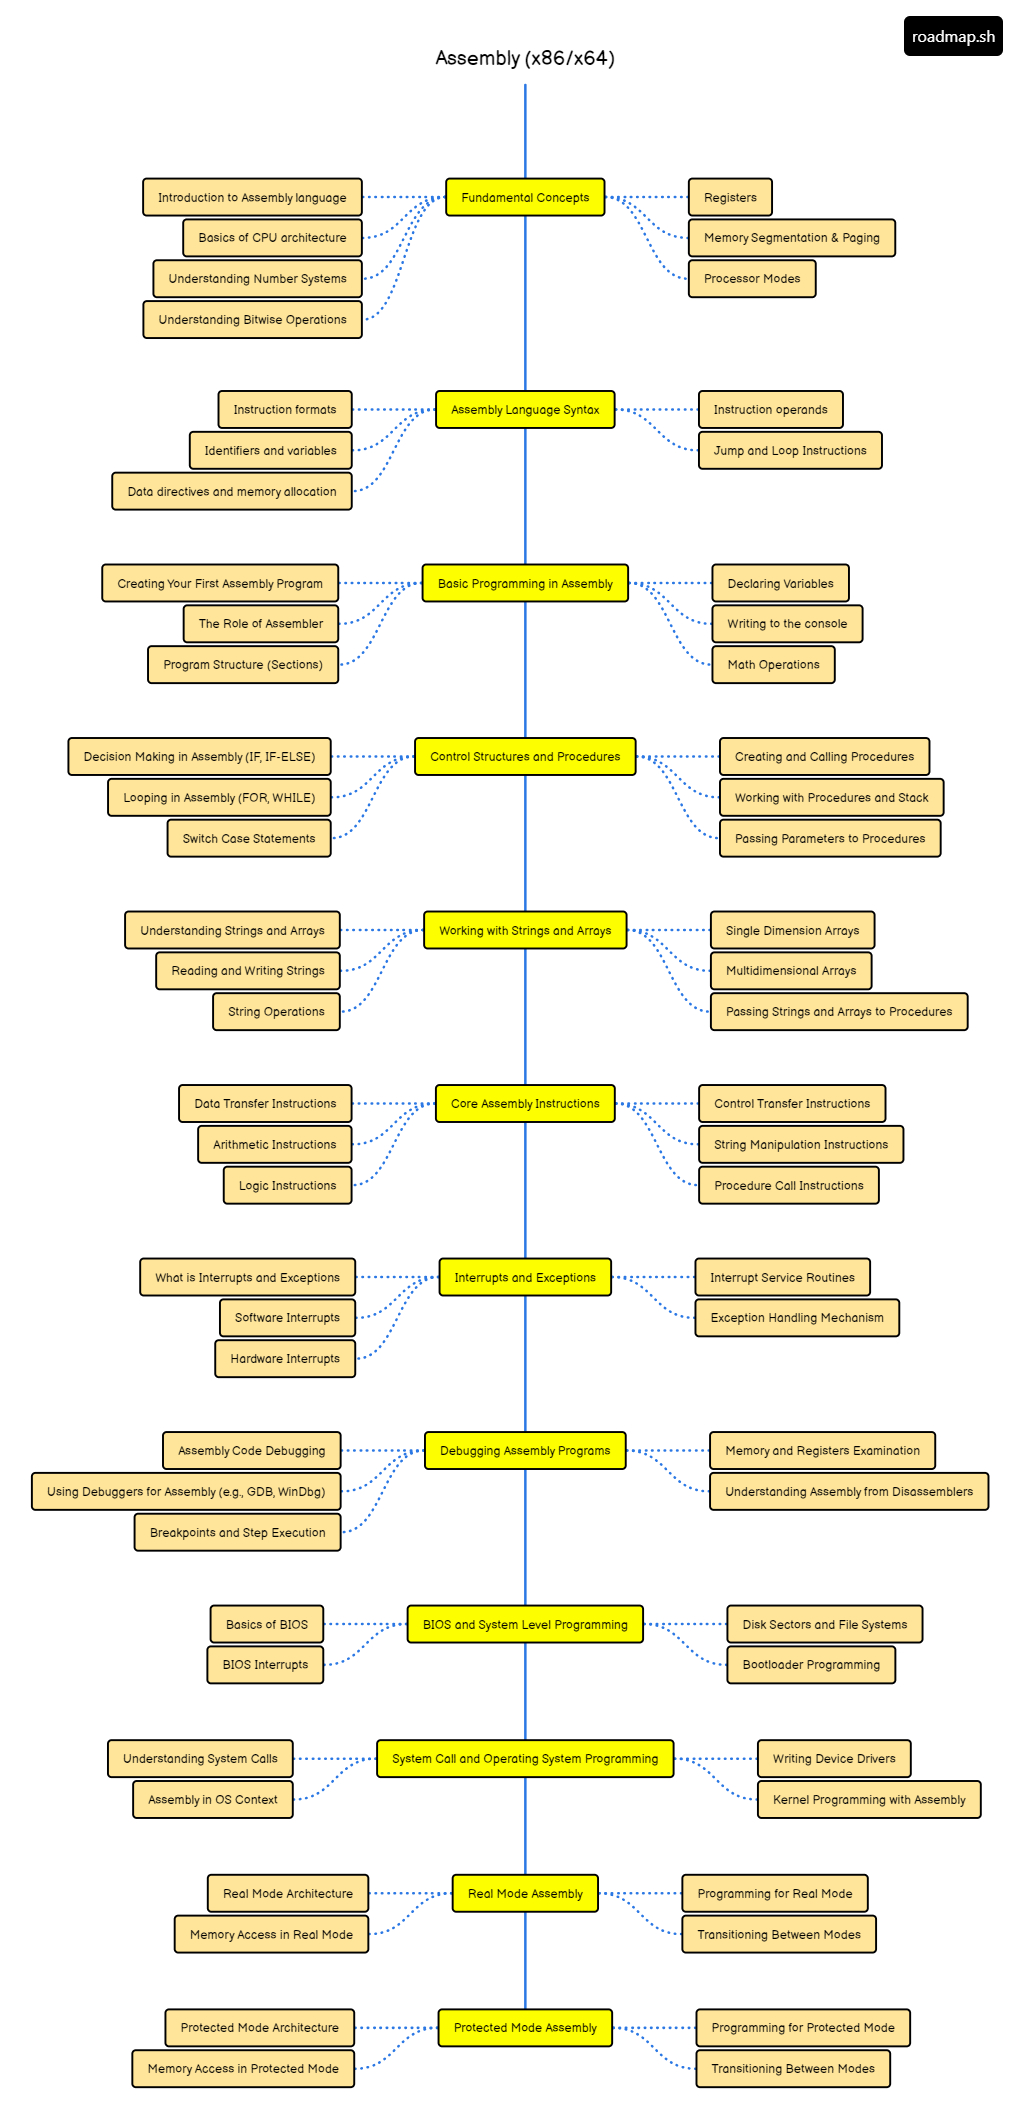 roadmap.sh
Assembly (x86/x64)
Introduction to Assembly language
Basics of CPU architecture
Understanding Number Systems
Understanding Bitwise Operations
Fundamental Concepts
Registers
Memory Segmentation & Paging
Processor Modes
Instruction formats
Identifiers and variables
Data directives and memory allocation
Assembly Language Syntax
Instruction operands
Jump and Loop Instructions
Creating Your First Assembly Program
The Role of Assembler
Program Structure (Sections)
Basic Programming in Assembly
Declaring Variables
Writing to the console
Math Operations
Decision Making in Assembly (IF, IF-ELSE)
Looping in Assembly (FOR, WHILE)
Switch Case Statements
Control Structures and Procedures
Creating and Calling Procedures
Working with Procedures and Stack
Passing Parameters to Procedures
Understanding Strings and Arrays
Reading and Writing Strings
String Operations
Working with Strings and Arrays
Single Dimension Arrays
Multidimensional Arrays
Passing Strings and Arrays to Procedures
Data Transfer Instructions
Arithmetic Instructions
Logic Instructions
Core Assembly Instructions
Control Transfer Instructions
String Manipulation Instructions
Procedure Call Instructions
What is Interrupts and Exceptions
Software Interrupts
Hardware Interrupts
Interrupts and Exceptions
Interrupt Service Routines
Exception Handling Mechanism
Assembly Code Debugging
Using Debuggers for Assembly (e.g., GDB, WinDbg)
Breakpoints and Step Execution
Debugging Assembly Programs
Memory and Registers Examination
Understanding Assembly from Disassemblers
Basics of BIOS
BIOS Interrupts
BIOS and System Level Programming
Disk Sectors and File Systems
Bootloader Programming
Understanding System Calls
Assembly in OS Context
System Call and Operating System Programming
Writing Device Drivers
Kernel Programming with Assembly
Real Mode Architecture
Memory Access in Real Mode
Real Mode Assembly
Programming for Real Mode
Transitioning Between Modes
Protected Mode Architecture
Memory Access in Protected Mode
Protected Mode Assembly
Programming for Protected Mode
Transitioning Between Modes